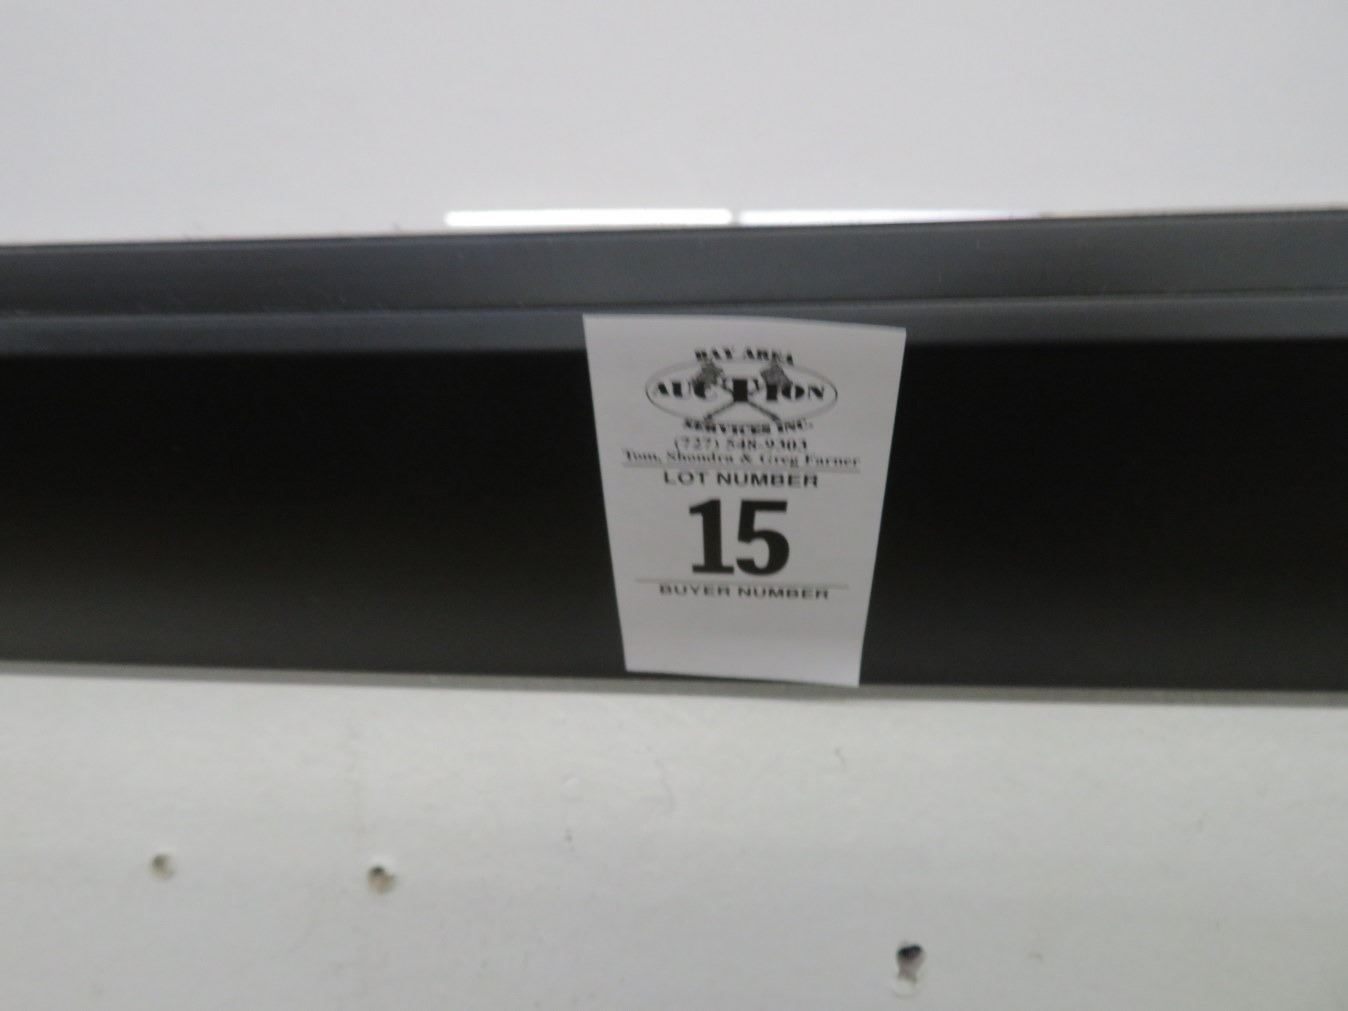 BAY AREA
AUCTION
SERVICES INC.
(727) 548-9303
Tom, Shondra & Greg Farner
LOT NUMBER
15
BUYER NUMBER